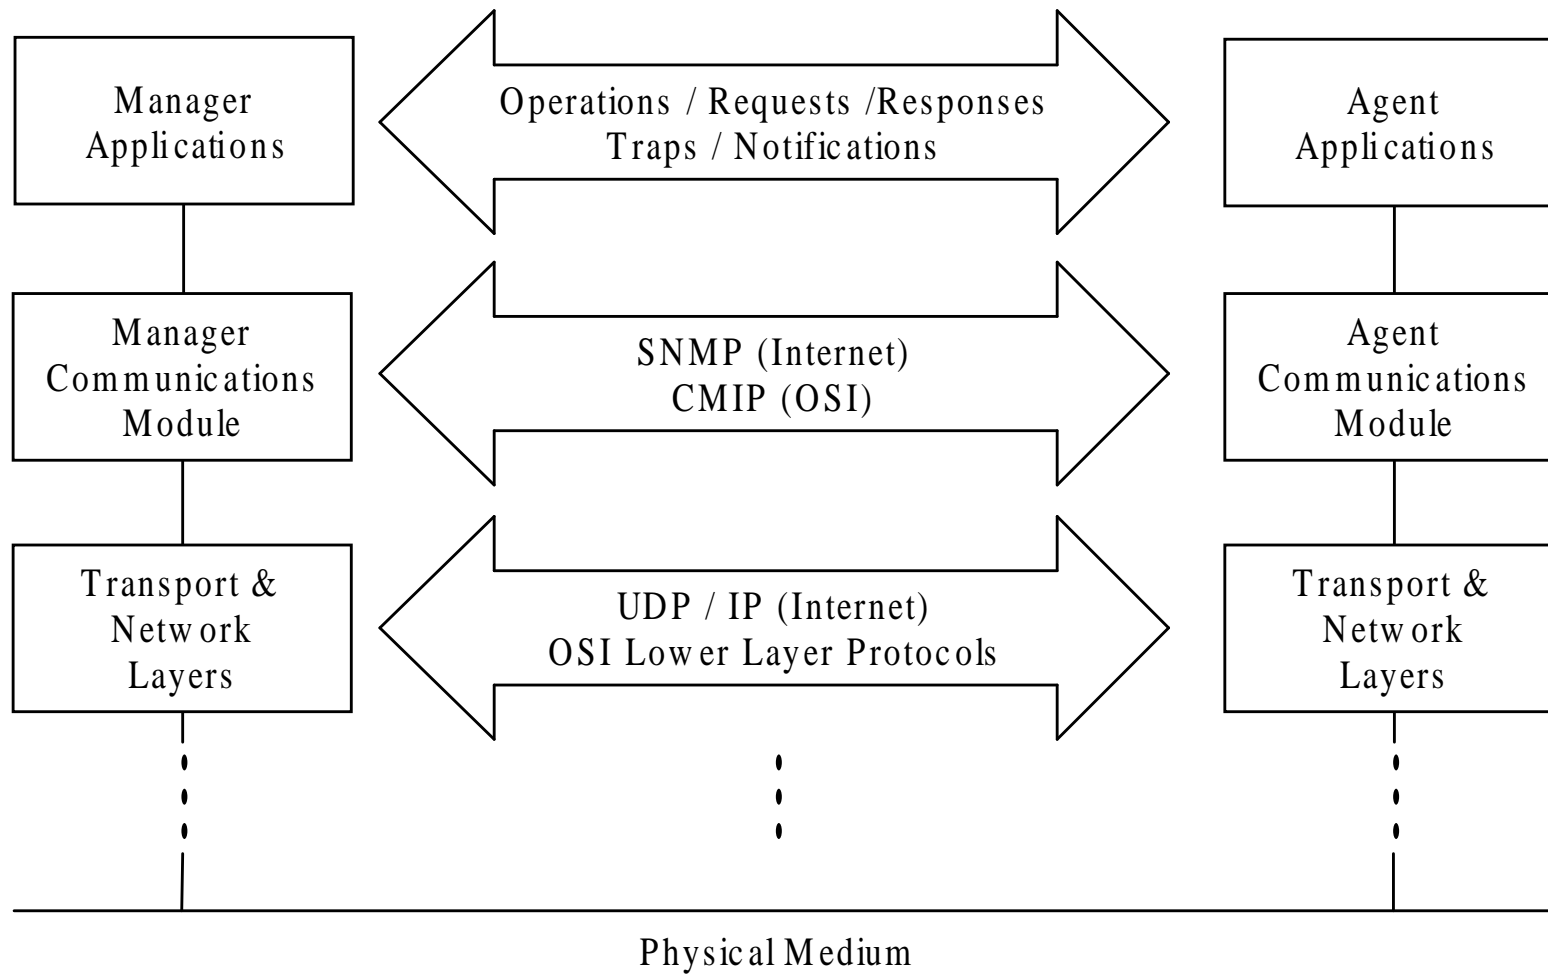 Manager
Applications
Operations / Requests /Responses
Traps / Notifications
Agent
Applications
Manager
Communications
Module
SNMP (Internet)
CMIP (OSI)
Agent
Communications
Module
Transport &
Network
Layers
UDP / IP (Internet)
OSI Lower Layer Protocols
Transport &
Network
Layers
Physical Medium